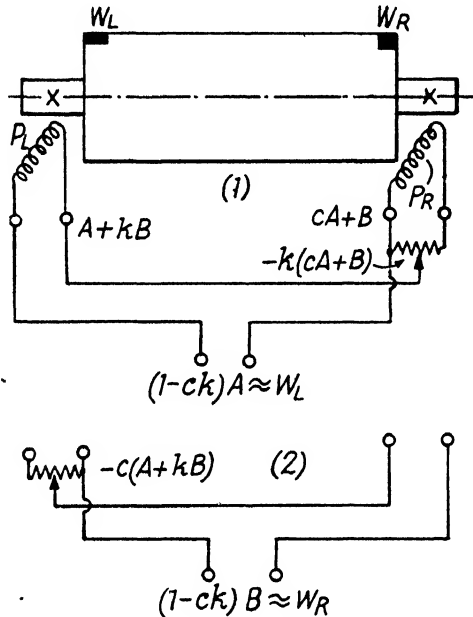 W_L
W_R
x
x
P_L
(1)
P_R
A+kB
cA+B
-k(cA+B)
(1-ck)A≈W_L
-c(A+kB)
(2)
(1-ck)B≈W_R